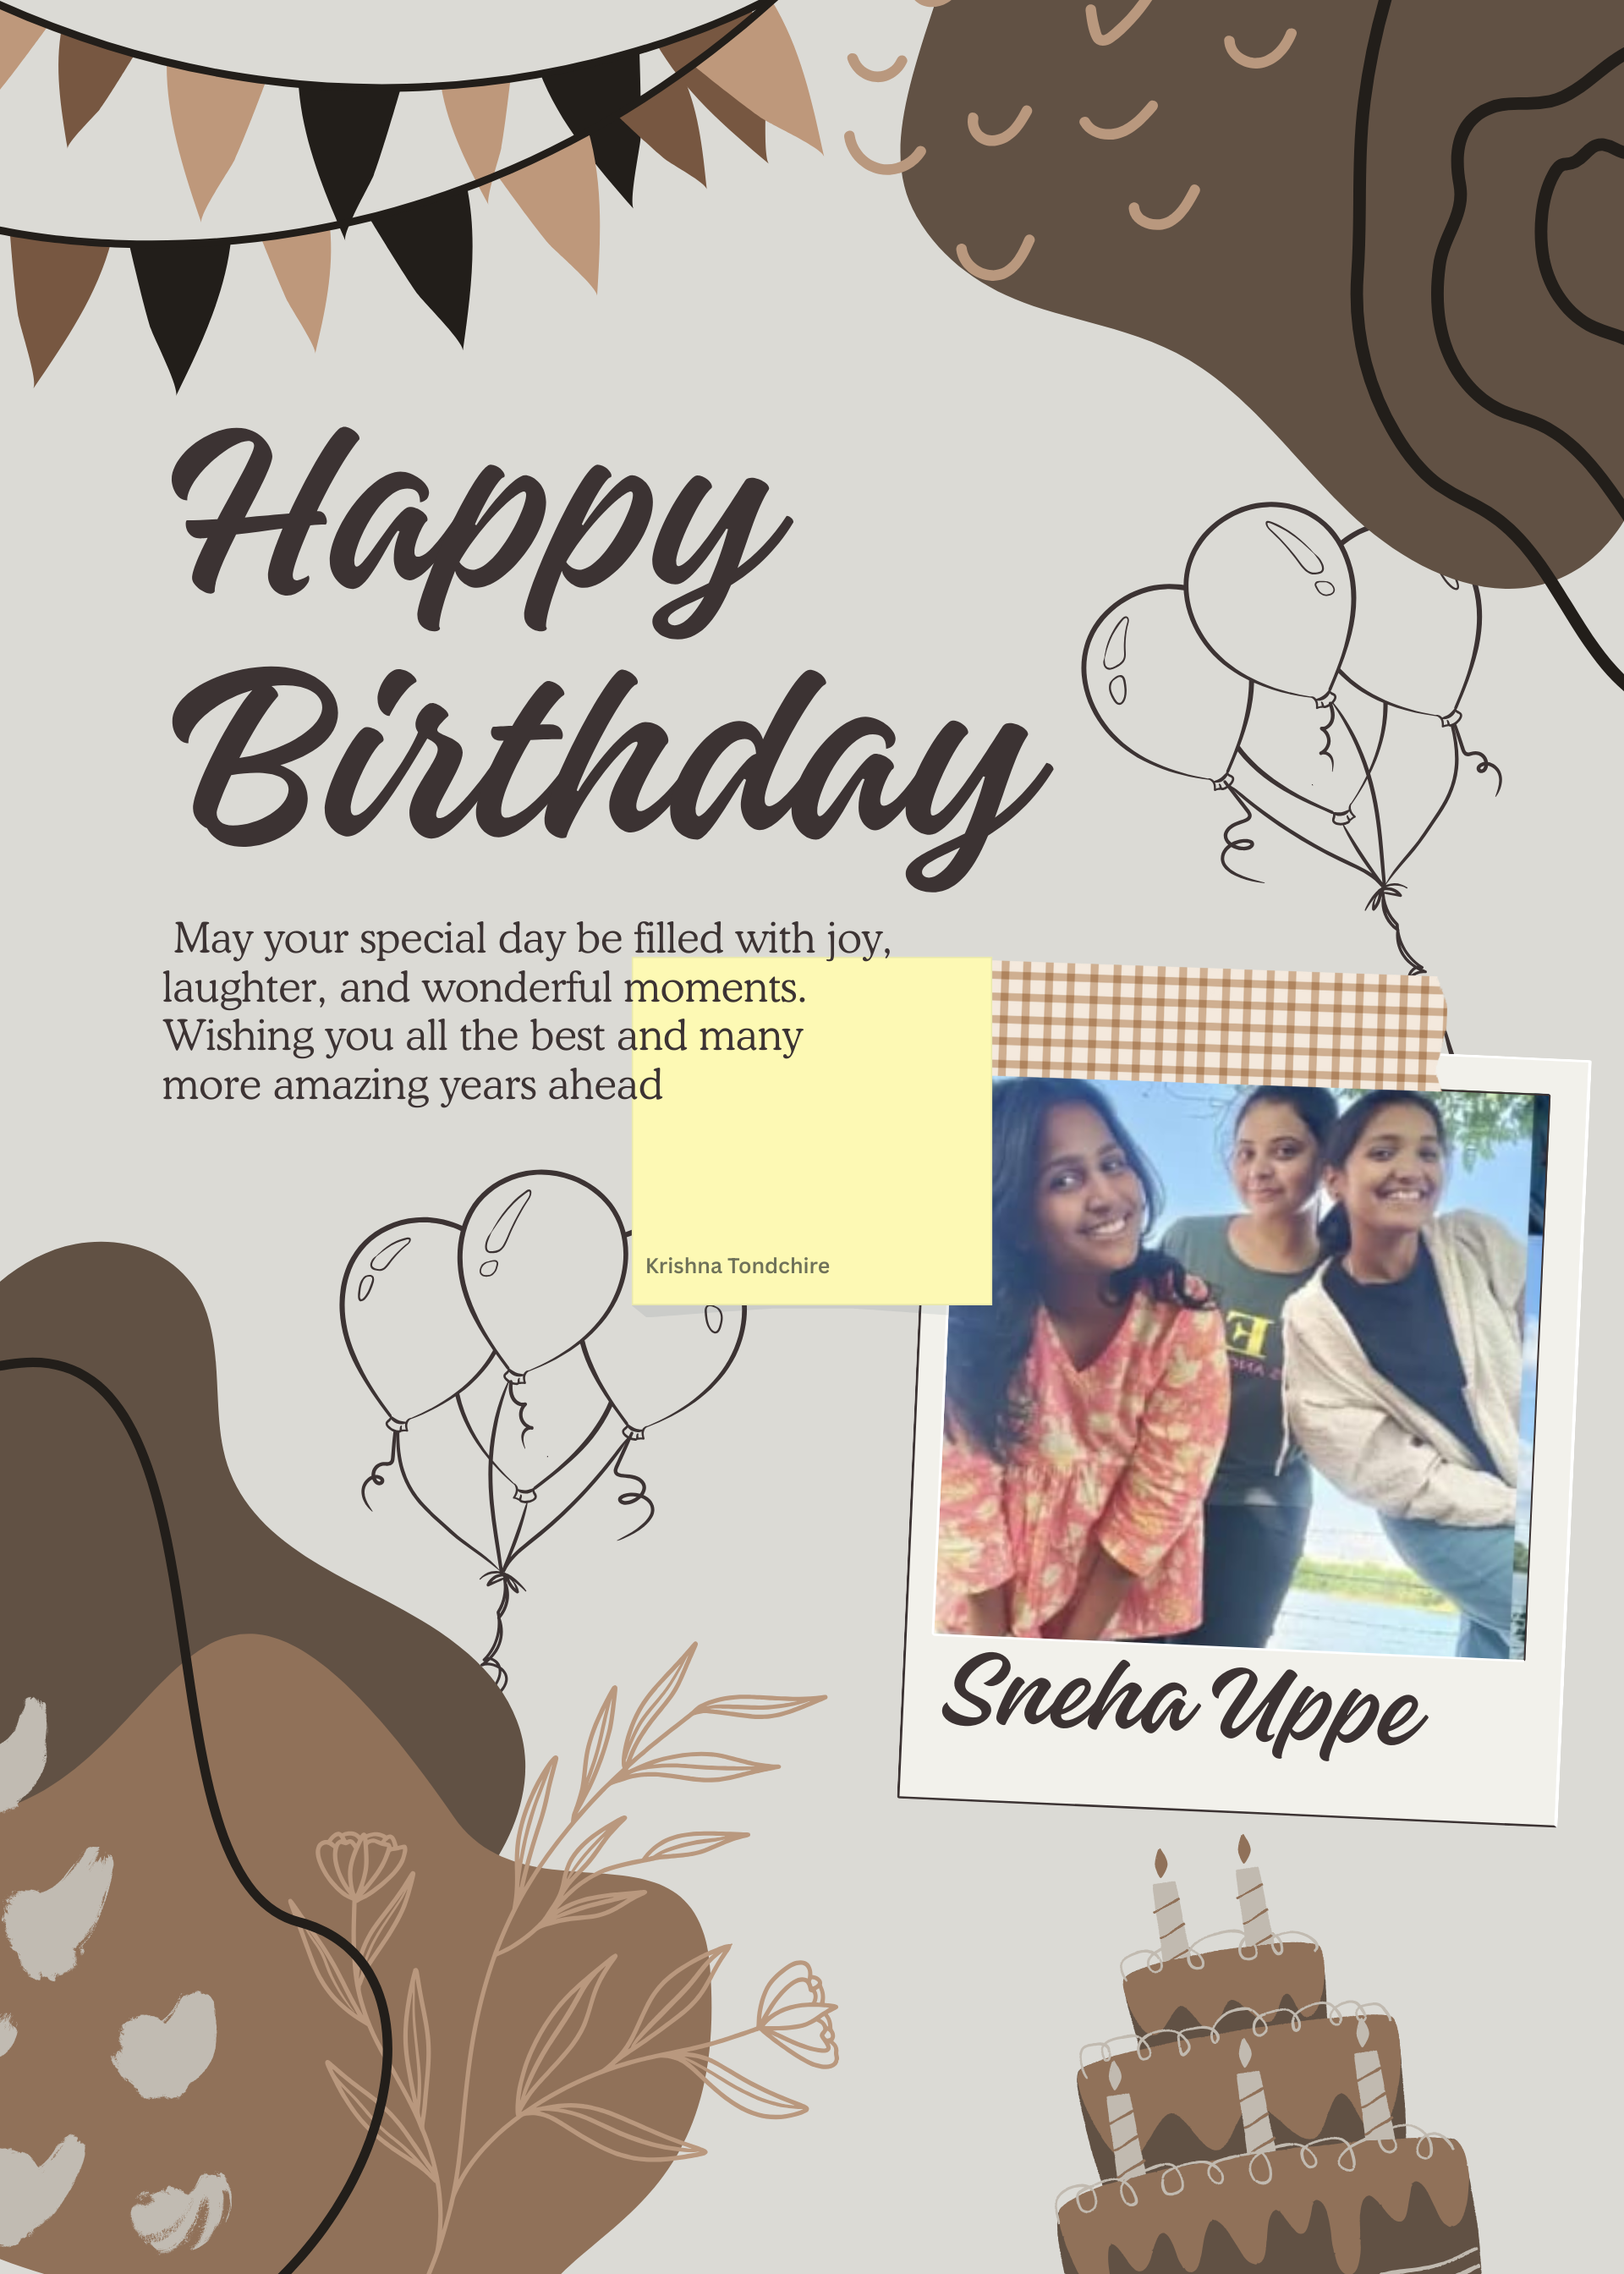 Happy
Birthday
May your special day be filled with joy,
laughter, and wonderful moments.
Wishing you all the best and many
more amazing years ahead
Krishna Tondchire
E
Sneha Uppe